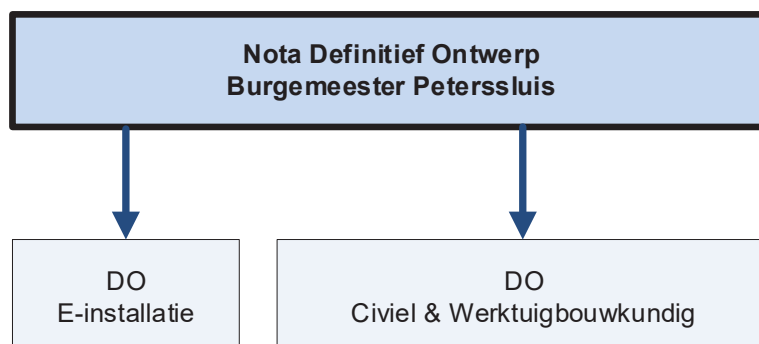 Nota Definitief Ontwerp
Burgemeester Peterssluis
DO
E-installatie
DO
Civiel & Werktuigbouwkundig